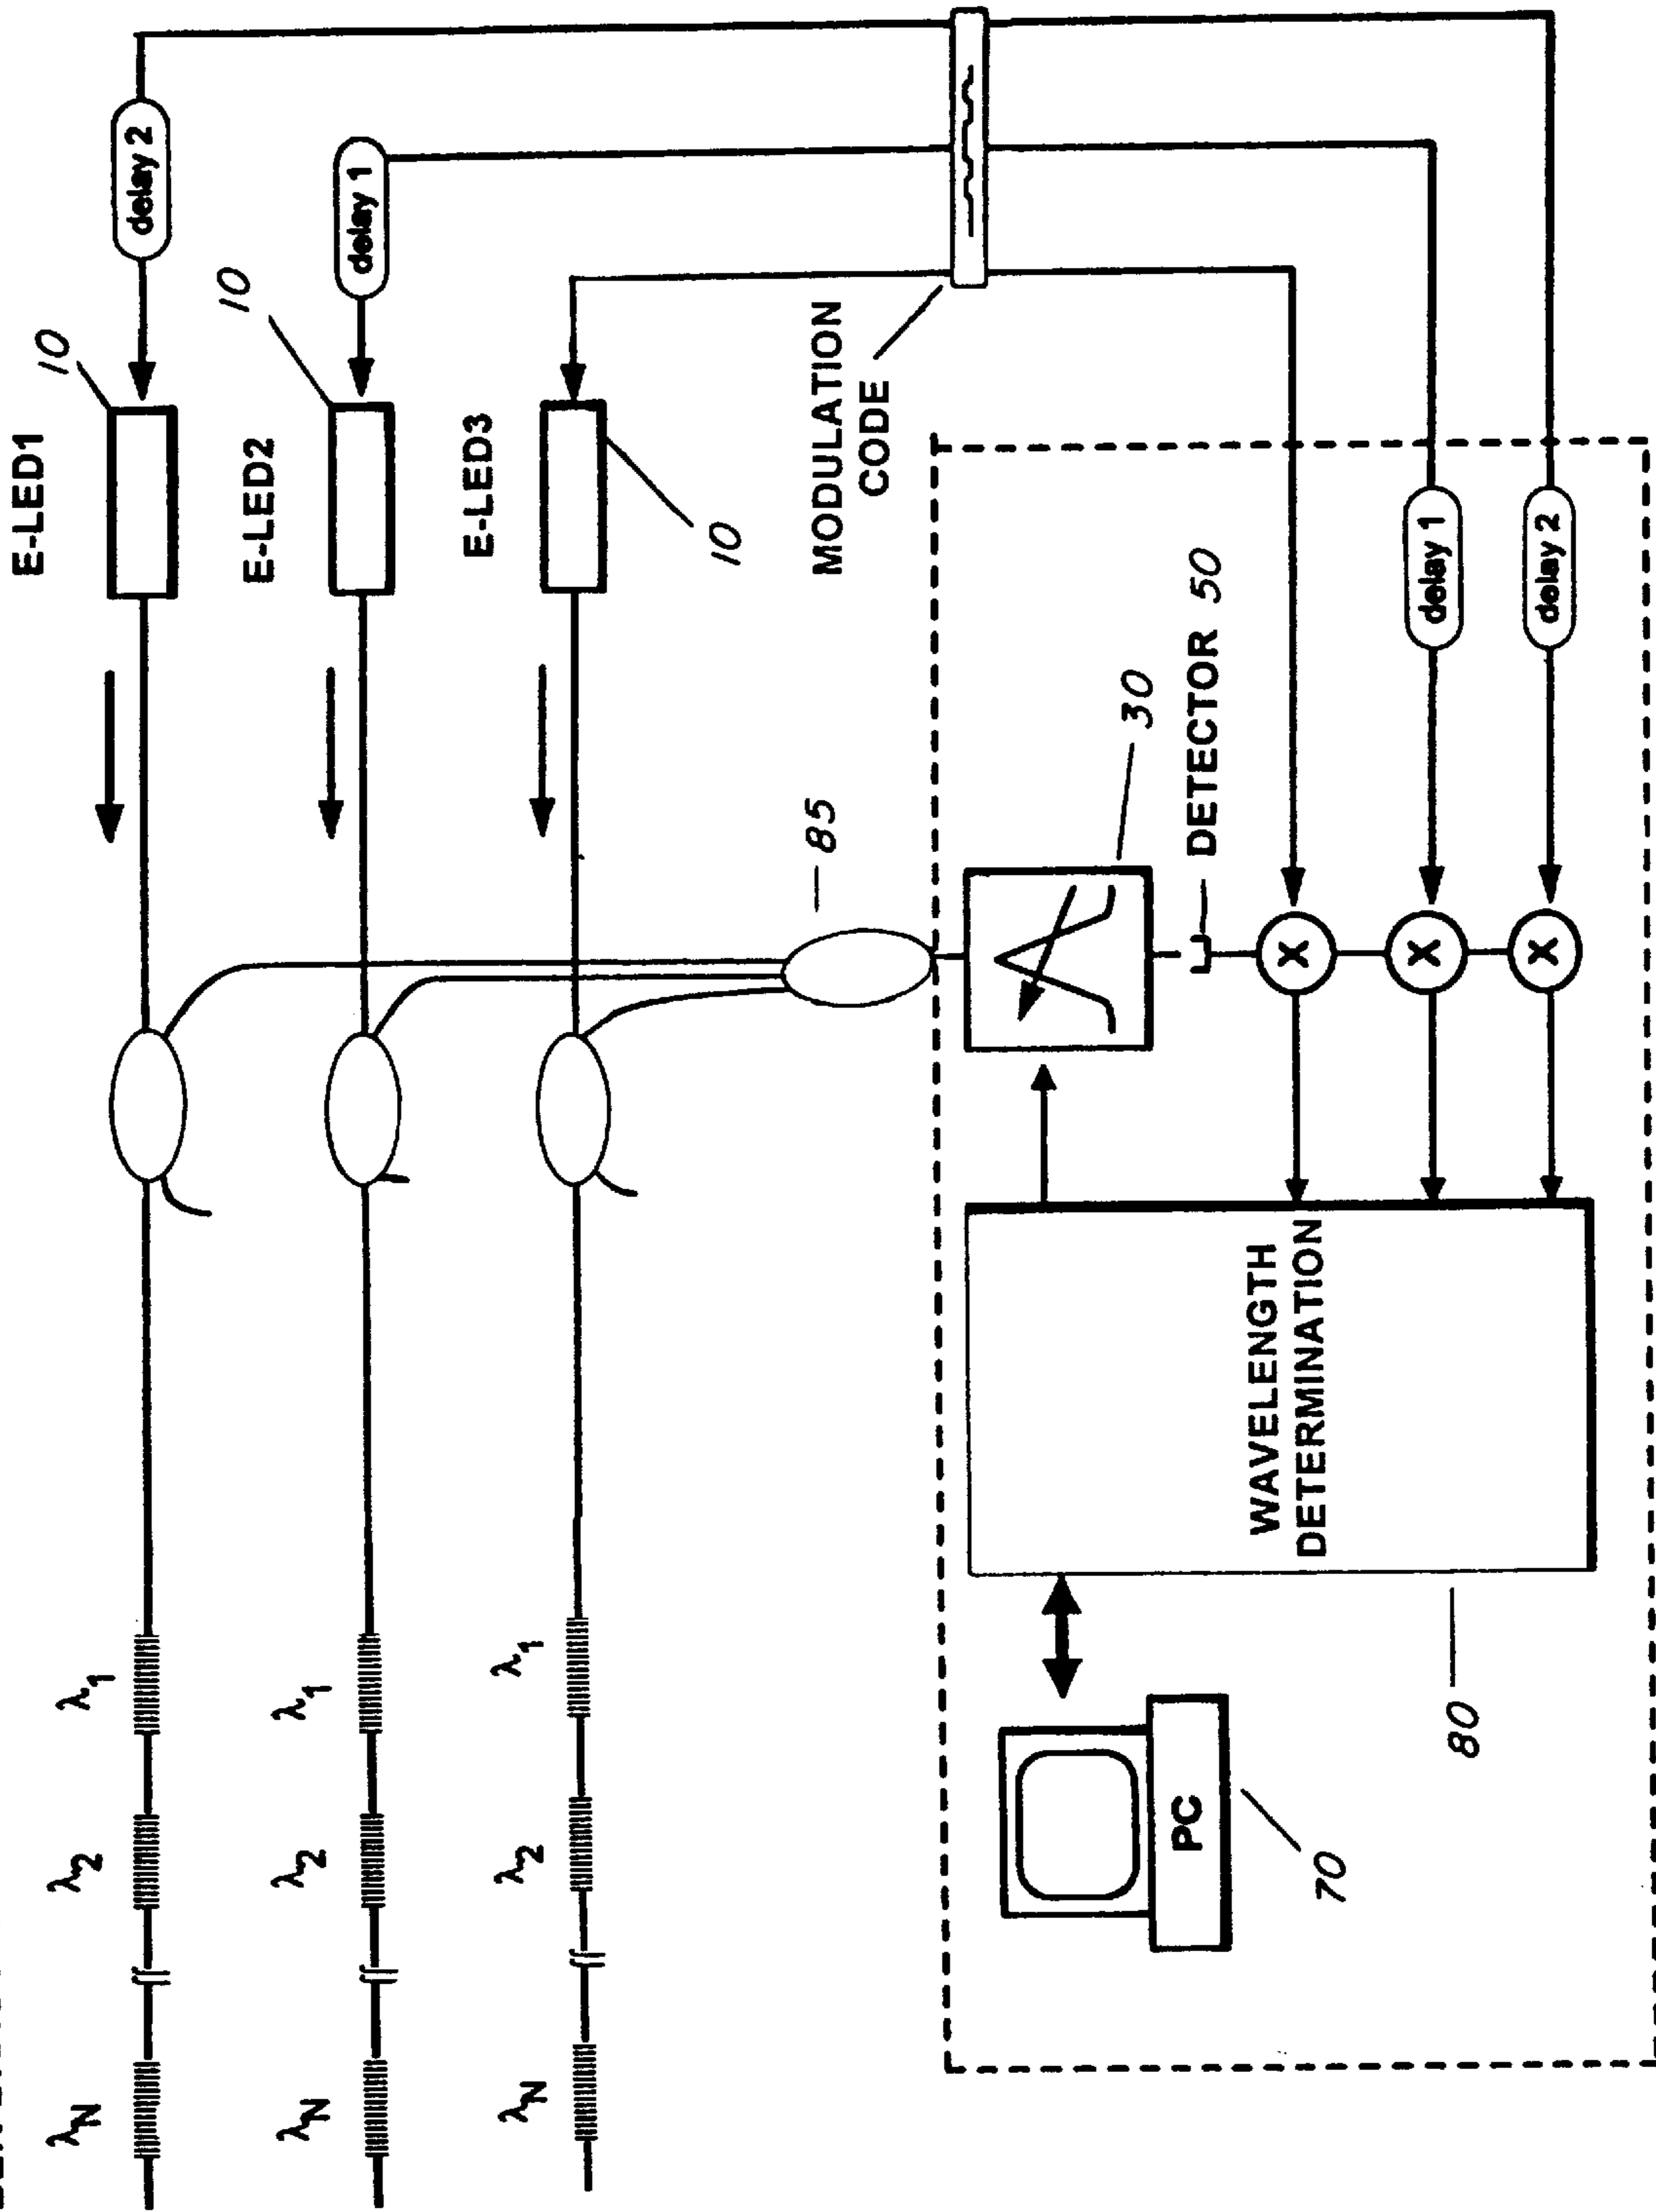 λN
λ2
λ1
E-LED1
10
delay 2
λN
λ2
λ1
E-LED2
10
delay 1
λN
λ2
λ1
E-LED3
10
85
MODULATION
CODE
30
DETECTOR 50
PC
70
WAVELENGTH
DETERMINATION
80
X
X
delay 1
X
delay 2